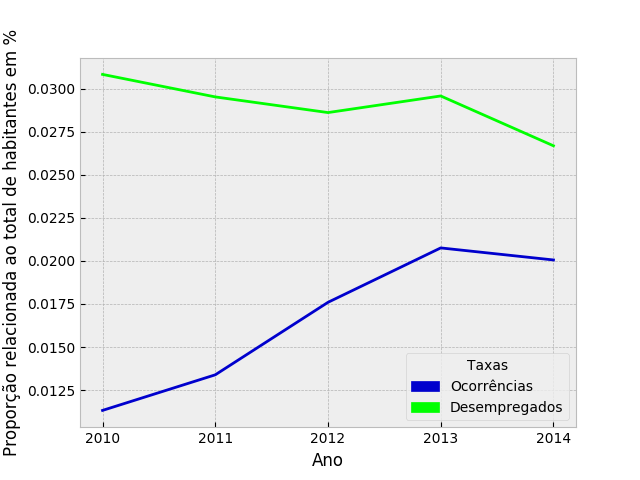 Proporção relacionada ao total de habitantes em %
0.0300
0.0275
0.0250
0.0225
0.0200
0.0175
0.0150
0.0125
2010 2011 2012 2013 2014
Ano
Taxas
Ocorrências
Desempregados